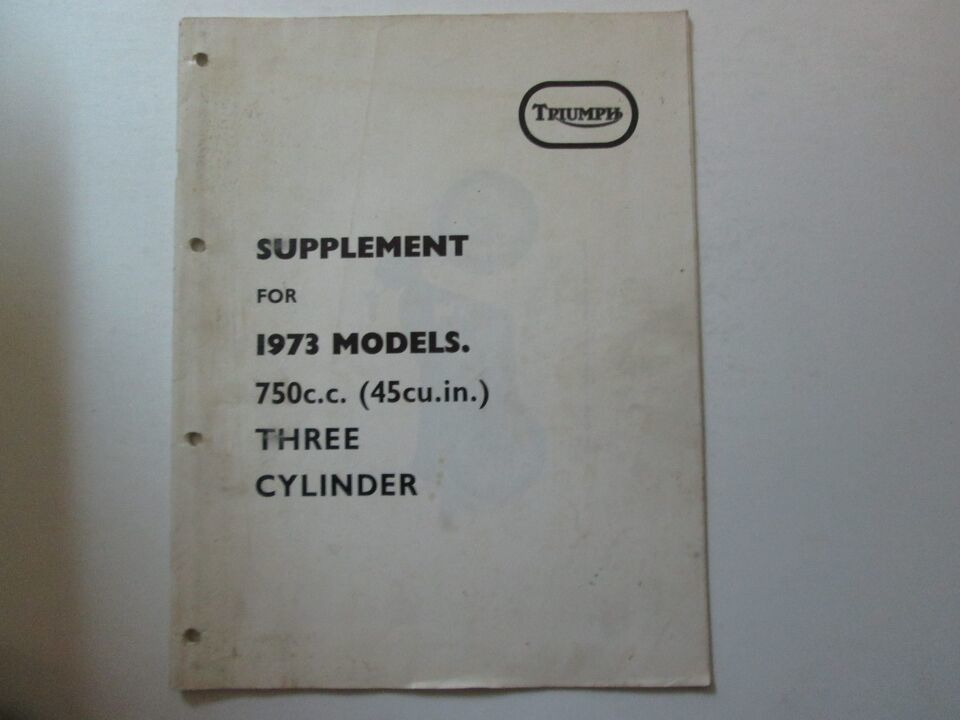 TRIUMPH
SUPPLEMENT
FOR
1973 MODELS.
750c.c. (45cu.in.)
THREE
CYLINDER